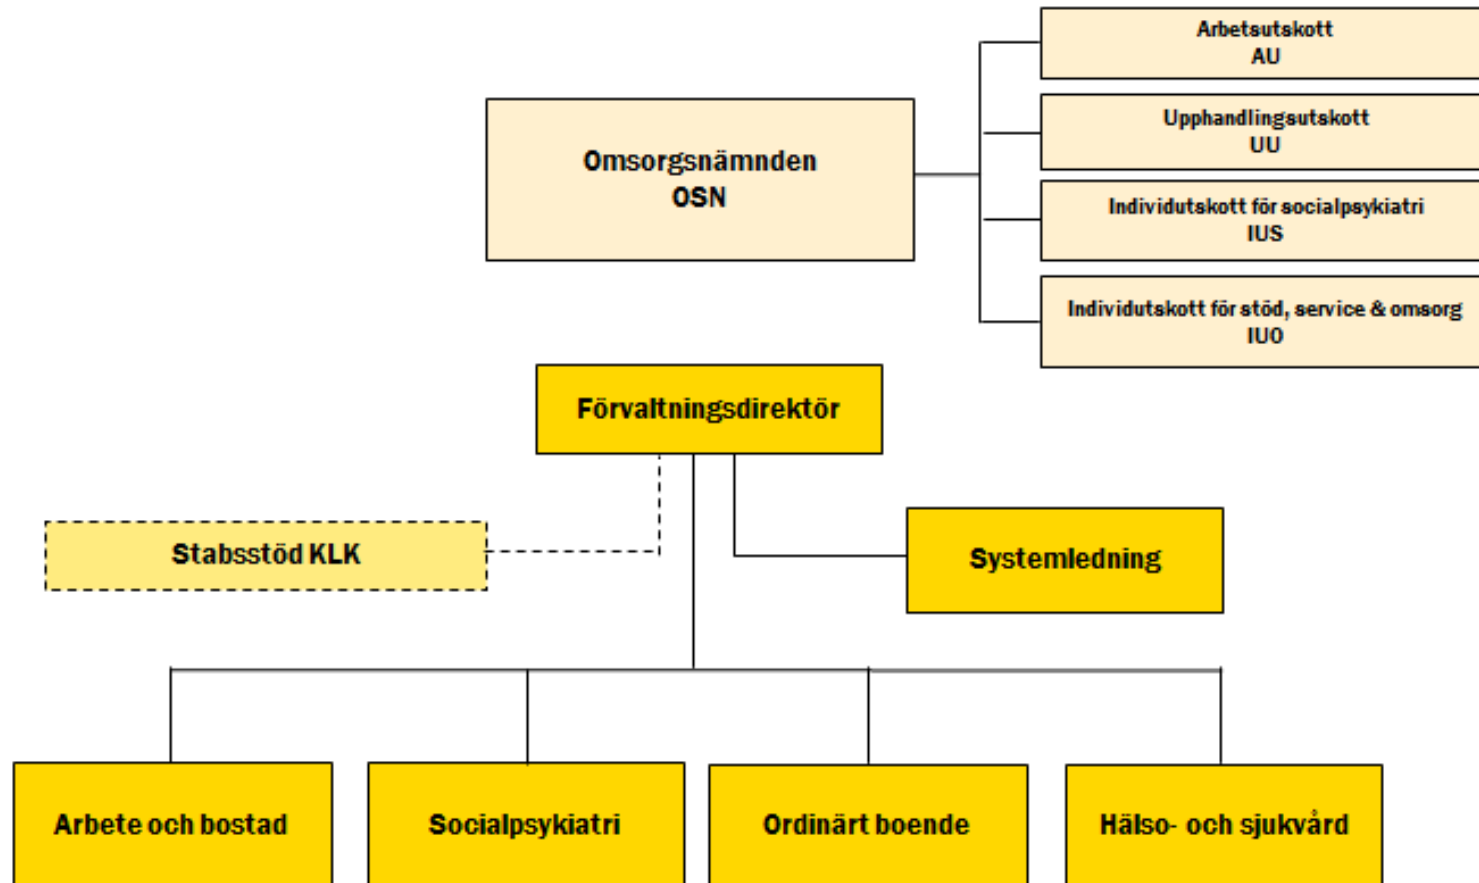 Arbetsutskott
AU
Upphandlingsutskott
UU
Omsorgsnämnden
OSN
Individutskott för socialpsykiatri
IUS
Individutskott för stöd, service & omsorg
IUO
Förvaltningsdirektör
Stabsstöd KLK
Systemledning
Arbete och bostad
Socialpsykiatri
Ordinärt boende
Hälso- och sjukvård